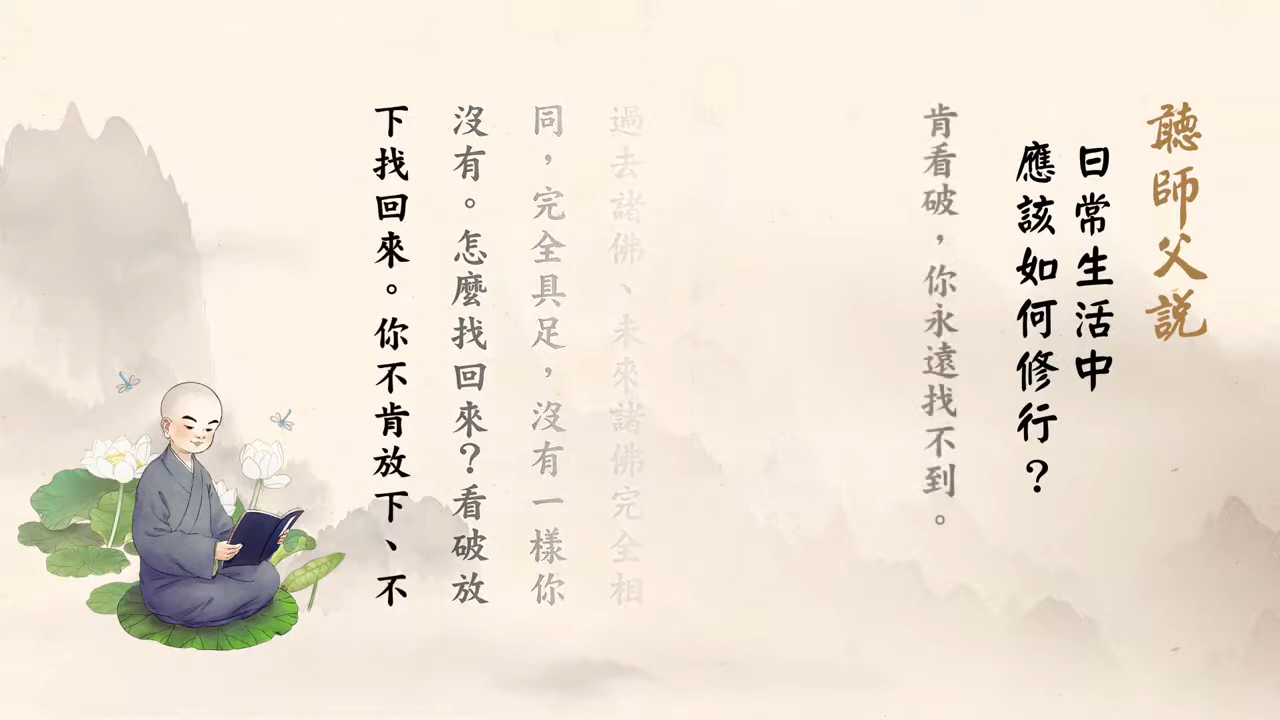 聽師父説
日常生活中
應該如何修行？
過去諸佛、未來諸佛完全相
同，完全具足，沒有一樣你
沒有。怎麼找回來？看破放
下找回來。你不肯放下、不
肯看破，你永遠找不到。